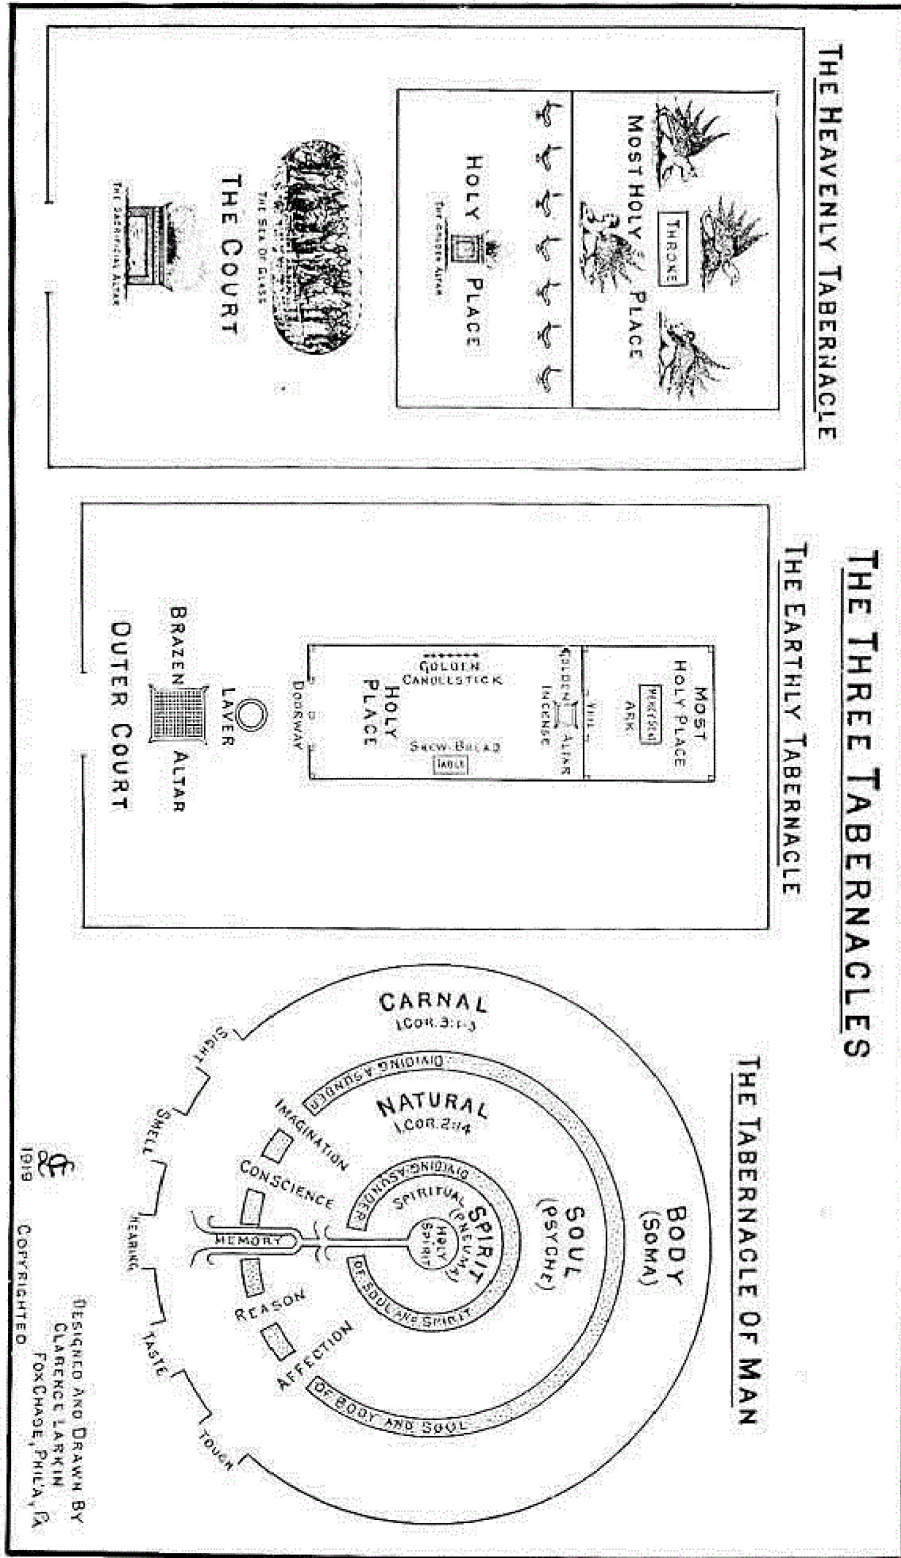 THE THREE TABERNACLES
THE HEAVENLY TABERNACLE
THRONE
MOST HOLY PLACE
HOLY PLACE
THE GOLDEN ALTAR
THE SEA OF GLASS
THE COURT
THE SACRIFICIAL ALTAR
THE EARTHLY TABERNACLE
MOST
HOLY PLACE
MERCY SEAT
ARK
VEIL
GOLDEN ALTAR
INCENSE
GOLDEN
CANDLESTICK
SHEW-BREAD
TABLE
HOLY
PLACE
DOORWAY
LAVER
BRAZEN ALTAR
OUTER COURT
THE TABERNACLE OF MAN
BODY
(SOMA)
SOUL
(PSYCHE)
SPIRIT
(PNEUMA)
HOLY
SPIRIT
SPIRITUAL
CARNAL
1.COR.3:1-3
NATURAL
1.COR.2:14
DIVIDING ASUNDER
OF BODY AND SOUL
DIVIDING ASUNDER
OF SOUL AND SPIRIT
IMAGINATION
CONSCIENCE
MEMORY
REASON
AFFECTION
SIGHT
SMELL
HEARING
TASTE
TOUCH
CL
1919
COPYRIGHTED
DESIGNED AND DRAWN BY
CLARENCE LARKIN
FOX CHASE, PHIL'A, PA